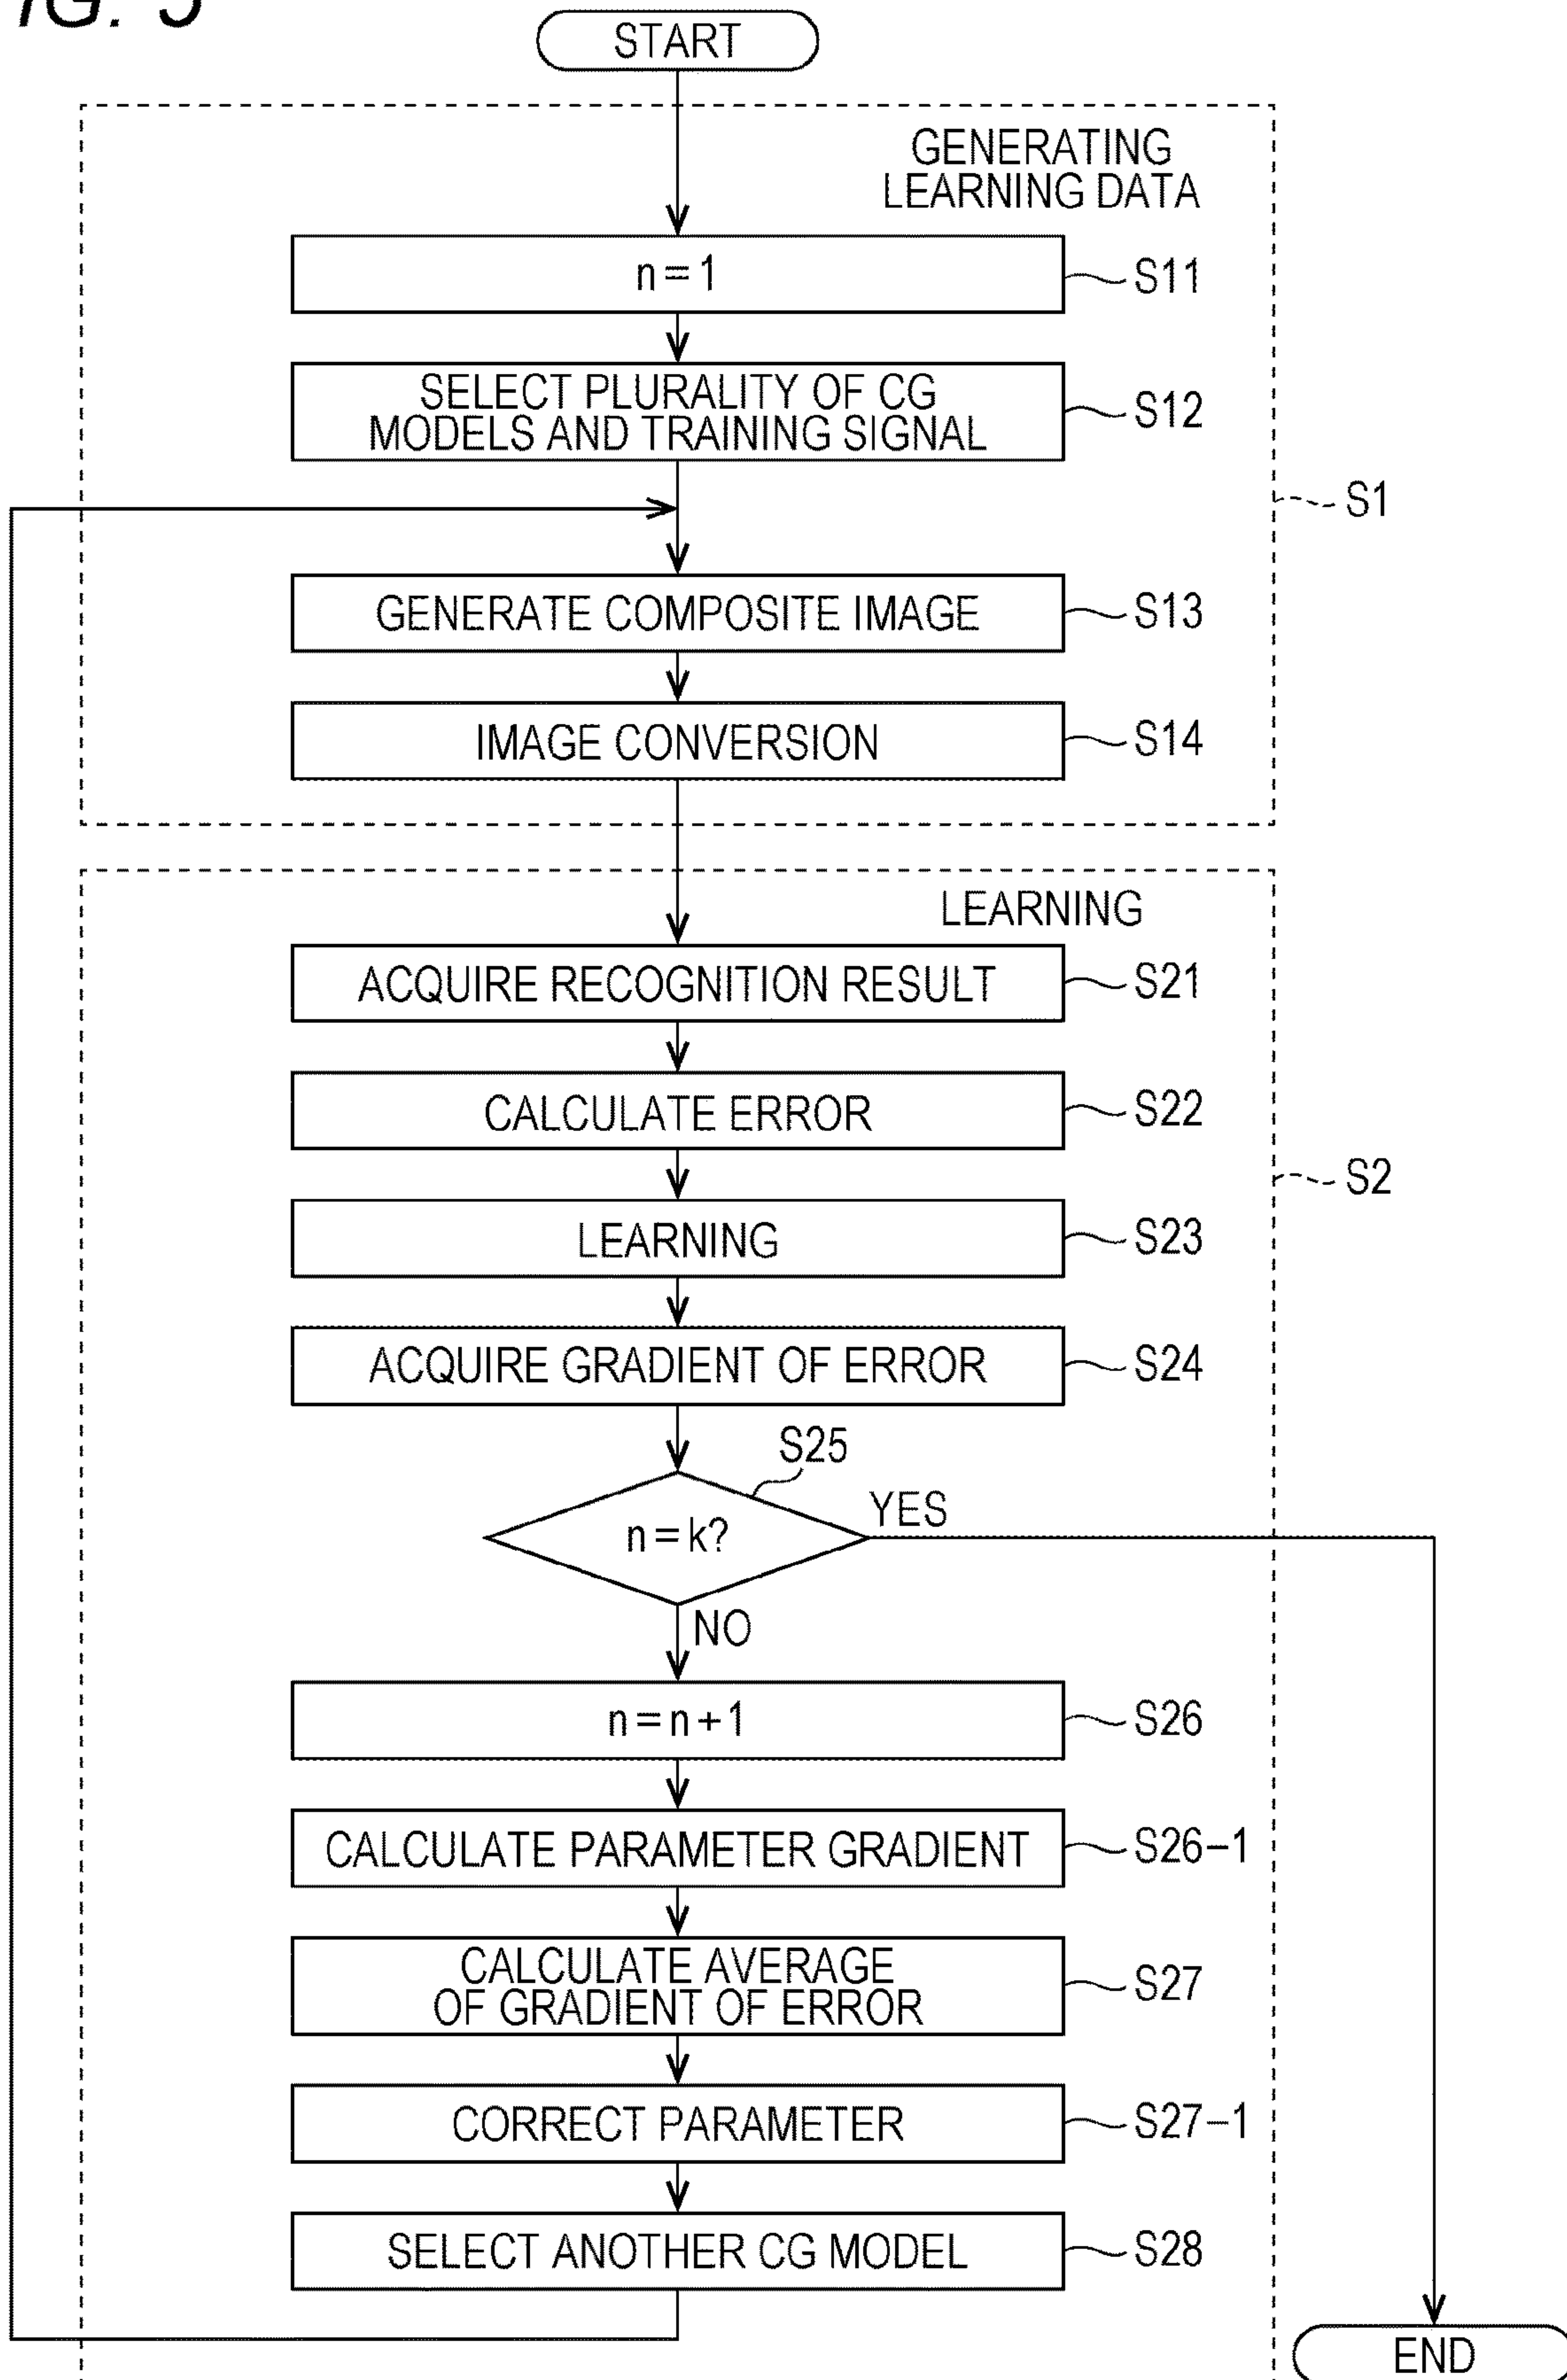 FIG. 5
START
GENERATING
LEARNING DATA
n = 1
S11
SELECT PLURALITY OF CG
MODELS AND TRAINING SIGNAL
S12
S1
GENERATE COMPOSITE IMAGE
S13
IMAGE CONVERSION
S14
LEARNING
ACQUIRE RECOGNITION RESULT
S21
CALCULATE ERROR
S22
S2
LEARNING
S23
ACQUIRE GRADIENT OF ERROR
S24
S25
n = k?
YES
NO
n = n + 1
S26
CALCULATE PARAMETER GRADIENT
S26-1
CALCULATE AVERAGE
OF GRADIENT OF ERROR
S27
CORRECT PARAMETER
S27-1
SELECT ANOTHER CG MODEL
S28
END